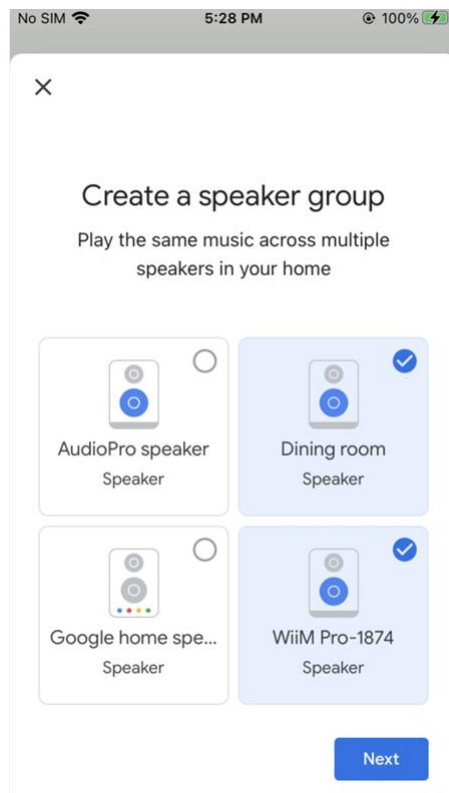 No SIM 5:28 PM 100%
Create a speaker group
Play the same music across multiple
speakers in your home
AudioPro speaker
Speaker
Dining room
Speaker
Google home spe...
Speaker
WiiM Pro-1874
Speaker
Next